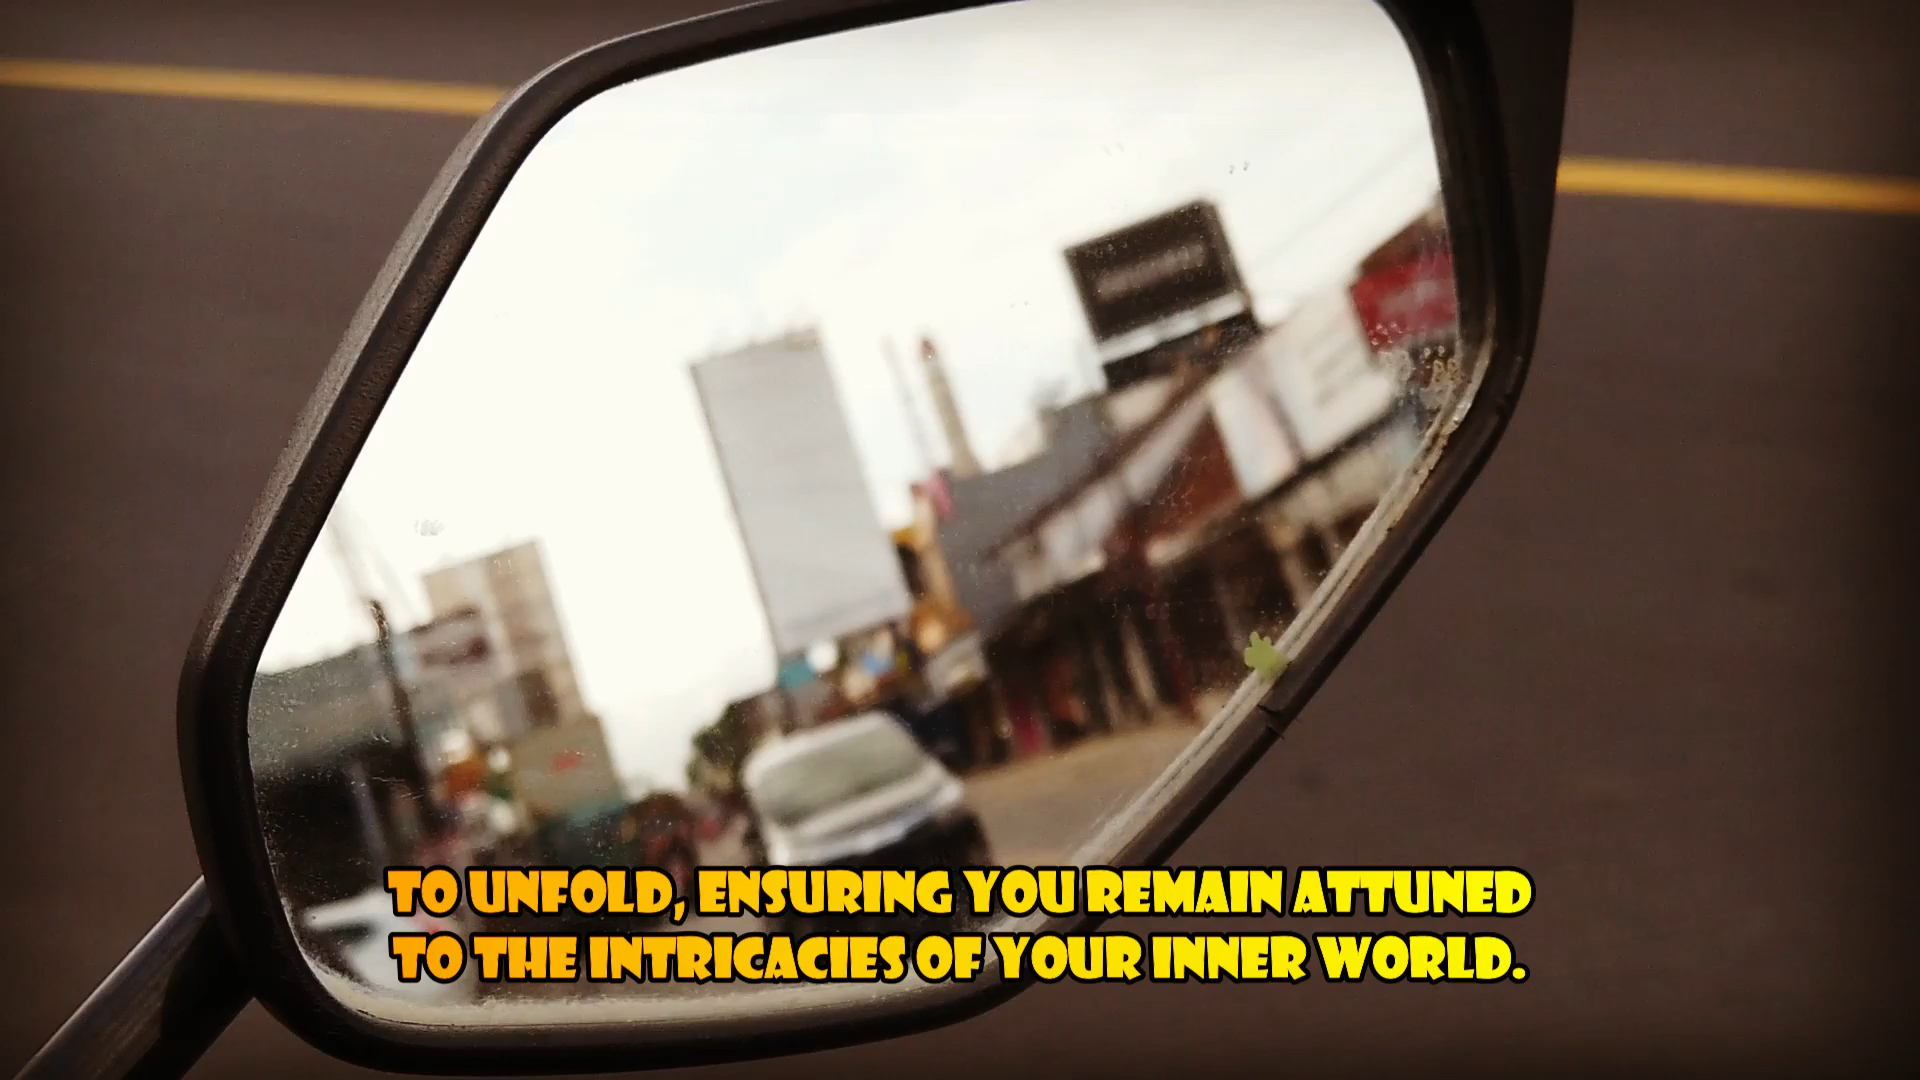 TO UNFOLD, ENSURING YOU REMAIN ATTUNED
TO THE INTRICACIES OF YOUR INNER WORLD.